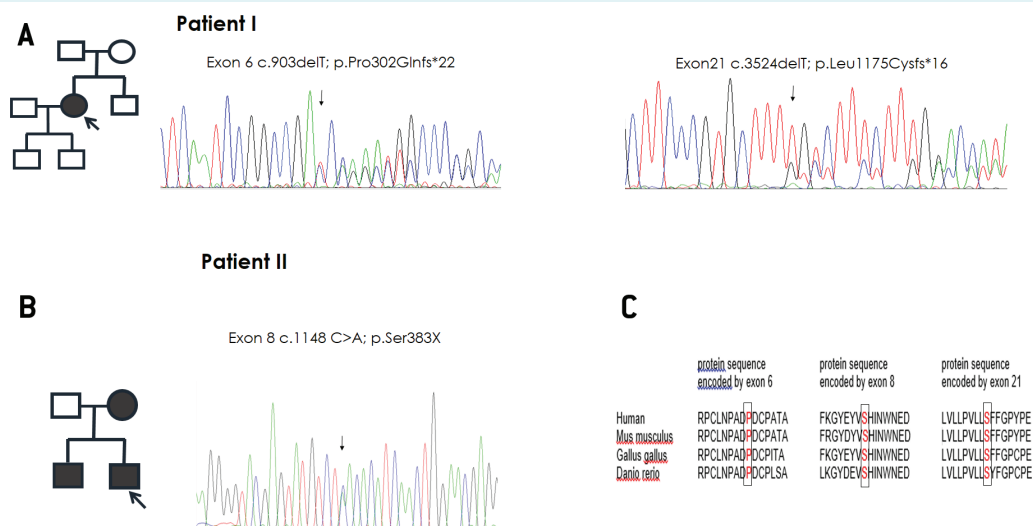 A
Patient I
Exon 6 c.903delT; p.Pro302Glnfs*22
Exon21 c.3524delT; p.Leu1175Cysfs*16
Patient II
B
Exon 8 c.1148 C>A; p.Ser383X
C
protein sequence encoded by exon 6
protein sequence encoded by exon 8
protein sequence encoded by exon 21
Human RPCLNPADPDCPATA FKGYEYVSHINWNED LVLLPVLLSFFGPYPE
Mus musculus RPCLNPADPDCPATA FRGYDYVSHINWNED LVLLPVLLSFFGPYPE
Gallus gallus RPCLNPADPDCPITA FKGYEYVSHINWNED LVLLPVLLSFFGPCPE
Danio rerio RPCLNPADPDCPLSA LKGYDEVSHINWNED LVLLPVLLSYFGPCPE